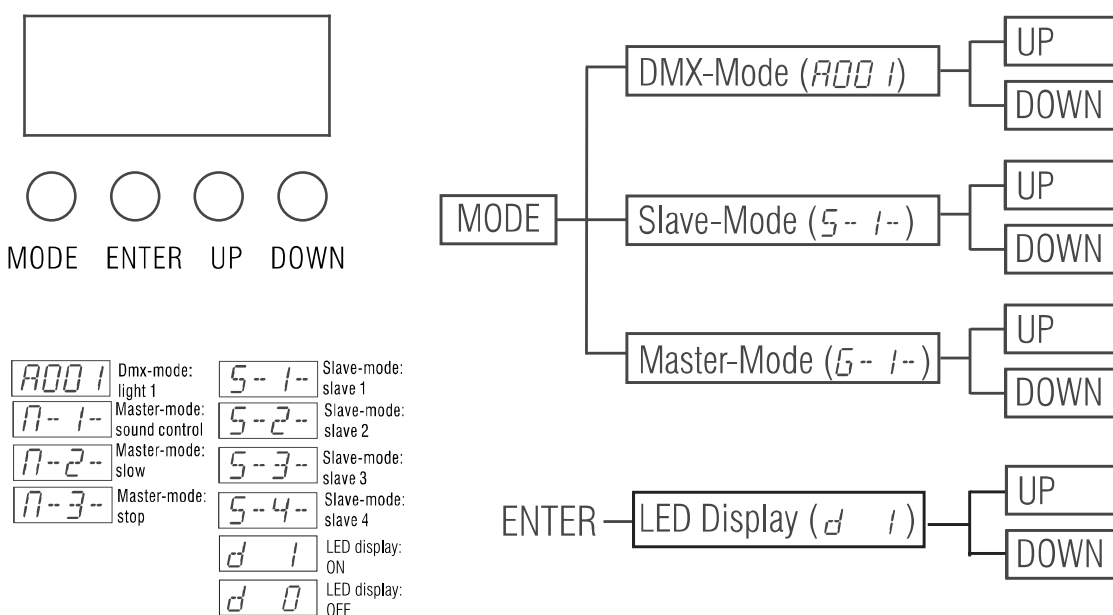 MODE ENTER UP DOWN
A001 Dmx-mode:
light 1
M--1-- Master-mode:
sound control
M--2-- Master-mode:
slow
M--3-- Master-mode:
stop
S--1-- Slave-mode:
slave 1
S--2-- Slave-mode:
slave 2
S--3-- Slave-mode:
slave 3
S--4-- Slave-mode:
slave 4
d 1 LED display:
ON
d 0 LED display:
OFF
MODE
DMX-Mode (A001)
UP
DOWN
Slave-Mode (S--1--)
UP
DOWN
Master-Mode (G--1--)
UP
DOWN
ENTER
LED Display (d 1)
UP
DOWN